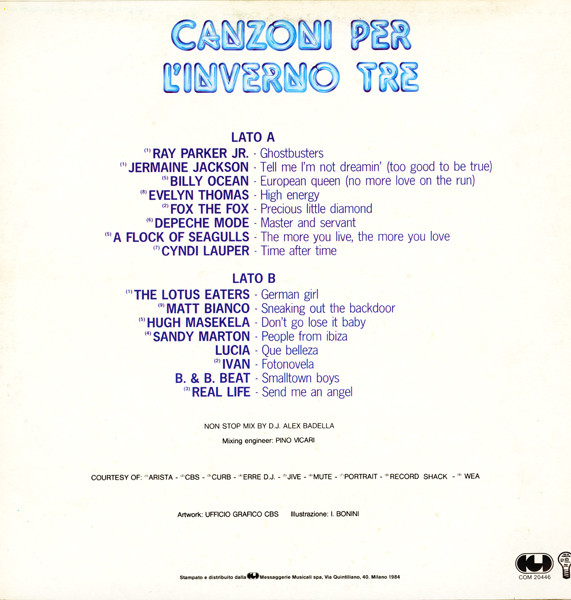 CANZONI PER
L'INVERNO TRE
LATO A
(1) RAY PARKER JR. - Ghostbusters
(1) JERMAINE JACKSON - Tell me I'm not dreamin' (too good to be true)
(5) BILLY OCEAN - European queen (no more love on the run)
(8) EVELYN THOMAS - High energy
(2) FOX THE FOX - Precious little diamond
(6) DEPECHE MODE - Master and servant
(5) A FLOCK OF SEAGULLS - The more you live, the more you love
(7) CYNDI LAUPER - Time after time
LATO B
(1) THE LOTUS EATERS - German girl
(9) MATT BIANCO - Sneaking out the backdoor
(5) HUGH MASEKELA - Don't go lose it baby
(4) SANDY MARTON - People from ibiza
LUCIA - Que belleza
(2) IVAN - Fotonovela
B. & B. BEAT - Smalltown boys
(3) REAL LIFE - Send me an angel
NON STOP MIX BY D.J. ALEX BADELLA
Mixing engineer: PINO VICARI
COURTESY OF: ARISTA - CBS - CURB - ERRE D.J. - JIVE - MUTE - PORTRAIT - RECORD SHACK - WEA
Artwork: UFFICIO GRAFICO CBS Illustrazione: I. BONINI
Stampato e distribuito dalla CGD Messaggerie Musicali spa, Via Quintiliano, 40. Milano 1984
CGD
COM 20446